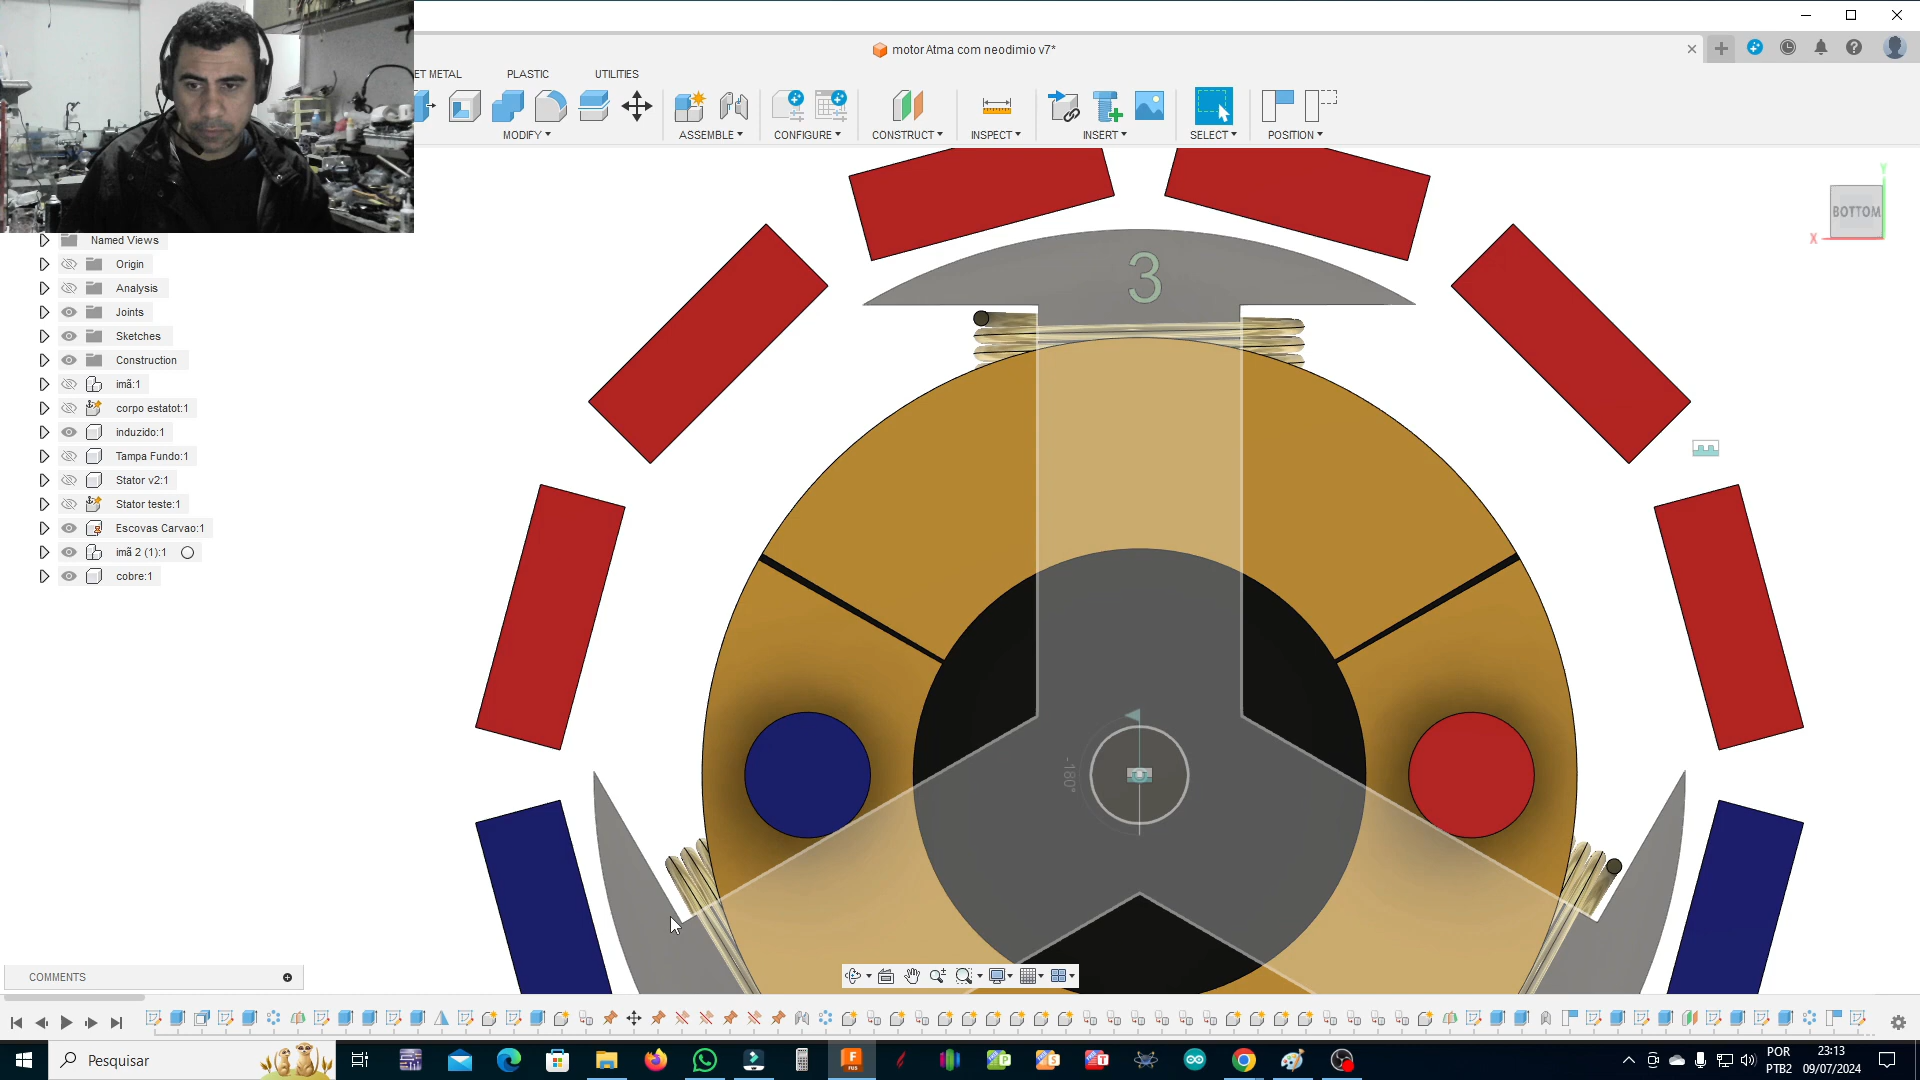 motor Atma com neodimio v7*
ET METAL
PLASTIC
UTILITIES
MODIFY
ASSEMBLE
CONFIGURE
CONSTRUCT
INSPECT
INSERT
SELECT
POSITION
Y
BOTTOM
X
Named Views
Origin
Analysis
Joints
Sketches
Construction
imã:1
corpo estatot:1
induzido:1
Tampa Fundo:1
Stator v2:1
Stator teste:1
Escovas Carvao:1
imã 2 (1):1
cobre:1
3
-180°
COMMENTS
Pesquisar
F
FUS
P
S
T
POR
PTB2
23:13
09/07/2024